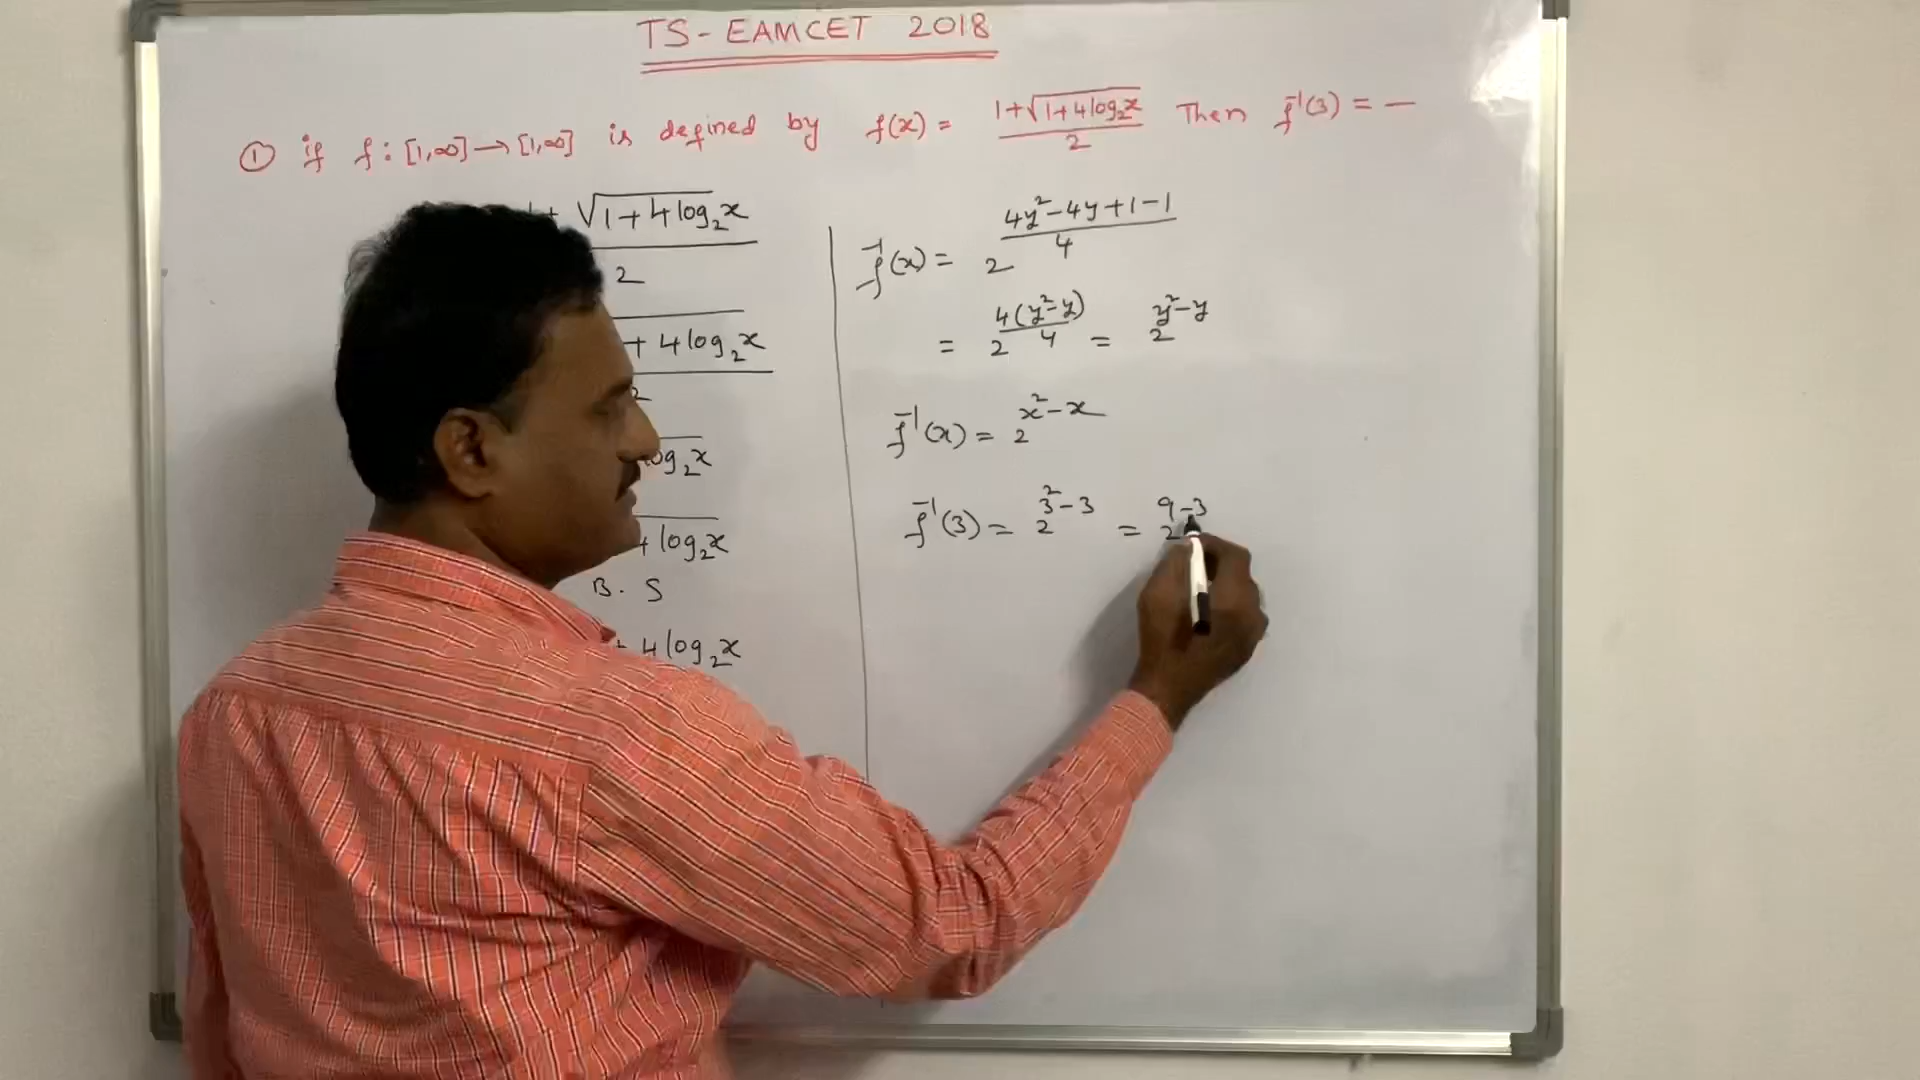 TS-EAMCET 2018
① if f : [1,∞] → [1,∞] is defined by f(x) = (1+√(1+4log₂x))/2 Then f⁻¹(3) = —
√(1+4log₂x)
2
+ 4log₂x
2
log₂x
4log₂x
B. S
4log₂x
f⁻¹(x) = 2^((4y²-4y+1-1)/4)
= 2^(4(y²-y)/4) = 2^(y²-y)
f⁻¹(x) = 2^(x²-x)
f⁻¹(3) = 2^(3²-3) = 2^(9-3)